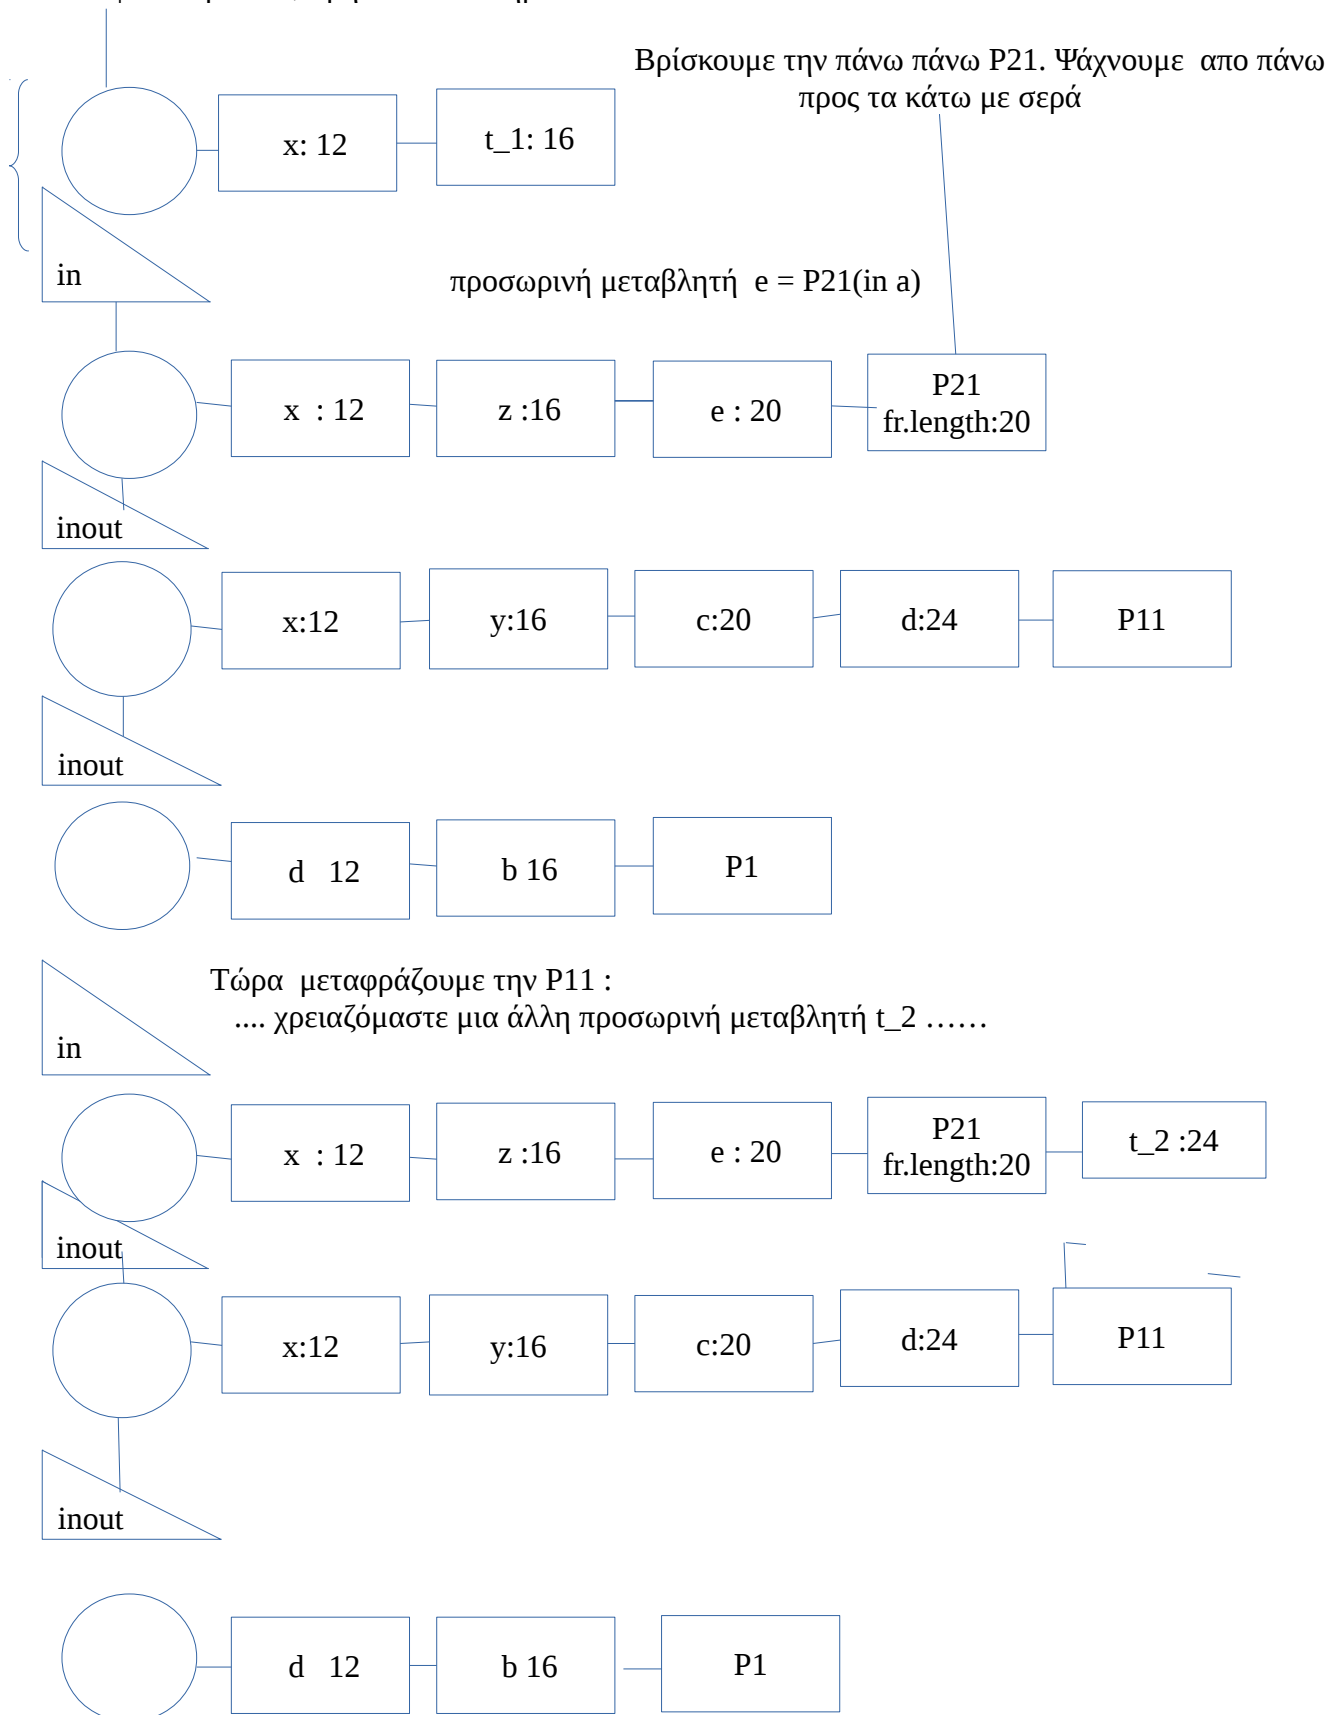 Βρίσκουμε την πάνω πάνω P21. Ψάχνουμε απο πάνω
προς τα κάτω με σερά
x: 12
t_1: 16
in
προσωρινή μεταβλητή e = P21(in a)
x : 12
z :16
e : 20
P21
fr.length:20
inout
x:12
y:16
c:20
d:24
P11
inout
d 12
b 16
P1
Τώρα μεταφράζουμε την P11 :
.... χρειαζόμαστε μια άλλη προσωρινή μεταβλητή t_2 ……
in
x : 12
z :16
e : 20
P21
fr.length:20
t_2 :24
inout
x:12
y:16
c:20
d:24
P11
inout
d 12
b 16
P1